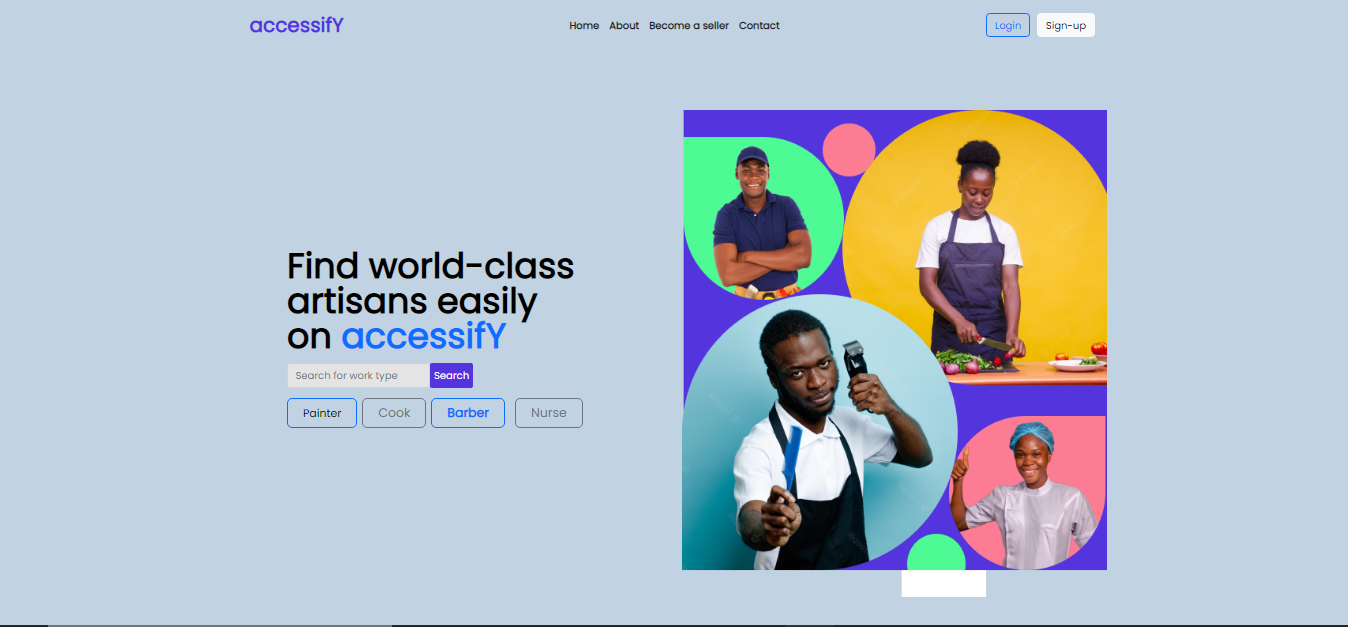 accessifY
Home About Become a seller Contact
Login Sign-up
Find world-class
artisans easily
on accessifY
Search for work type Search
Painter Cook Barber Nurse